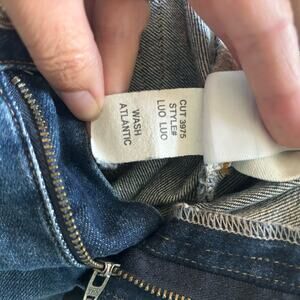 CUT 3975
STYLE#
LUO LUO
WASH
ATLANTIC